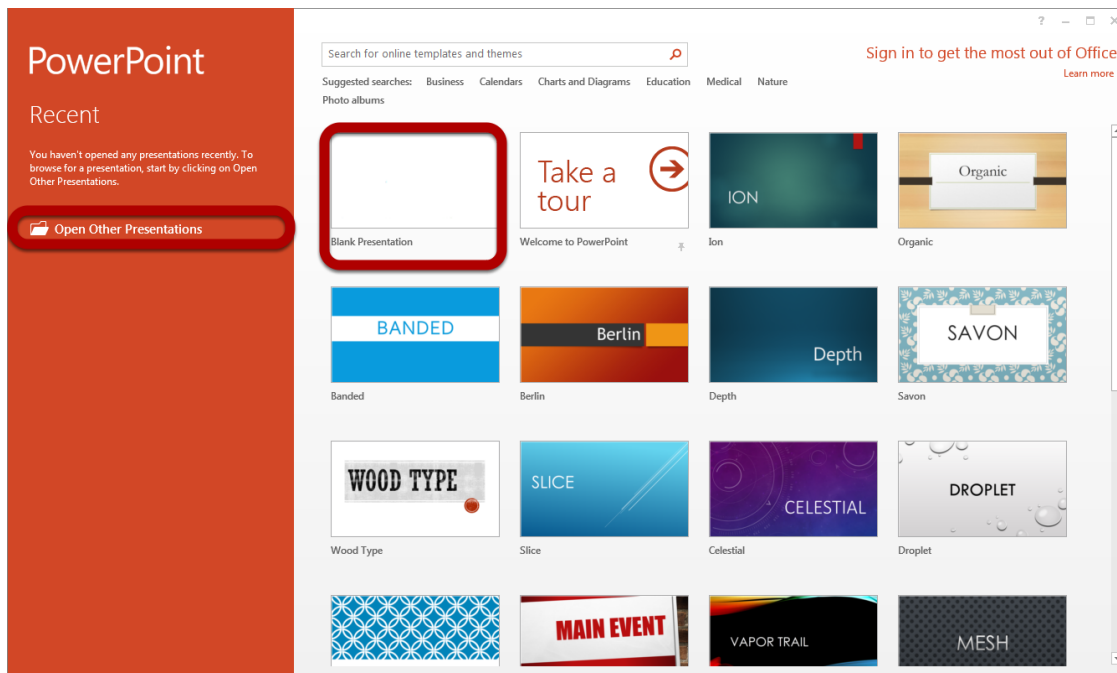 ?
PowerPoint
Recent
You haven't opened any presentations recently. To
browse for a presentation, start by clicking on Open
Other Presentations.
Open Other Presentations
Search for online templates and themes
Sign in to get the most out of Office
Learn more
Suggested searches: Business Calendars Charts and Diagrams Education Medical Nature
Photo albums
Take a
tour
ION
Organic
Blank Presentation
Welcome to PowerPoint
Ion
Organic
BANDED
Berlin
Depth
SAVON
Banded
Berlin
Depth
Savon
WOOD TYPE
SLICE
CELESTIAL
DROPLET
Wood Type
Slice
Celestial
Droplet
MAIN EVENT
VAPOR TRAIL
MESH